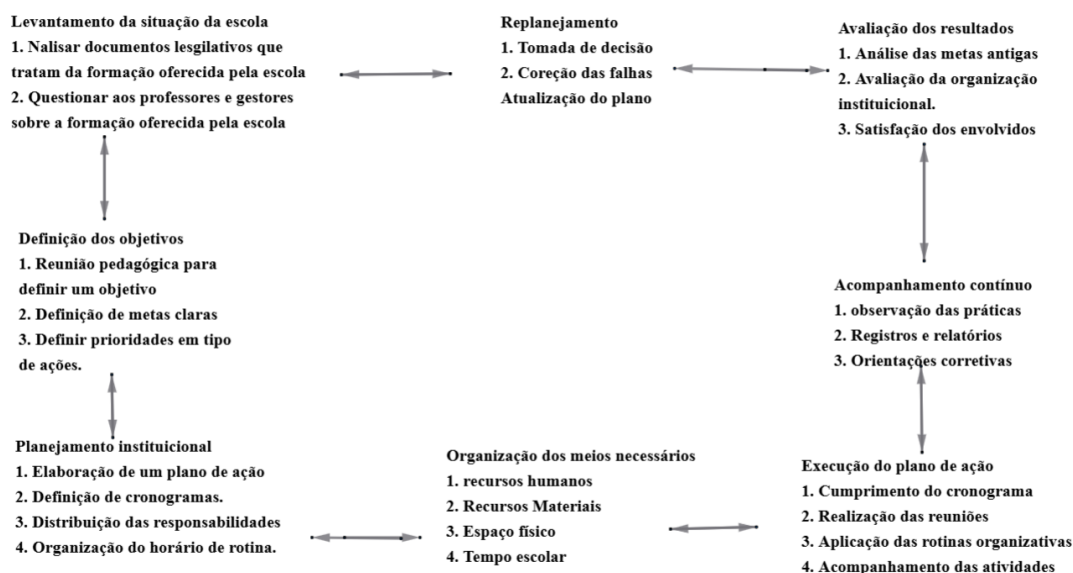 Levantamento da situação da escola
1. Nalisar documentos lesgilativos que
tratam da formação oferecida pela escola
2. Questionar aos professores e gestores
sobre a formação oferecida pela escola
Replanejamento
1. Tomada de decisão
2. Coreção das falhas
Atualização do plano
Avaliação dos resultados
1. Análise das metas antigas
2. Avaliação da organização
instituicional.
3. Satisfação dos envolvidos
Definição dos objetivos
1. Reunião pedagógica para
definir um objetivo
2. Definição de metas claras
3. Definir prioridades em tipo
de ações.
Acompanhamento contínuo
1. observação das práticas
2. Registros e relatórios
3. Orientações corretivas
Planejamento instituicional
1. Elaboração de um plano de ação
2. Definição de cronogramas.
3. Distribuição das responsabilidades
4. Organização do horário de rotina.
Organização dos meios necessários
1. recursos humanos
2. Recursos Materiais
3. Espaço físico
4. Tempo escolar
Execução do plano de ação
1. Cumprimento do cronograma
2. Realização das reuniões
3. Aplicação das rotinas organizativas
4. Acompanhamento das atividades